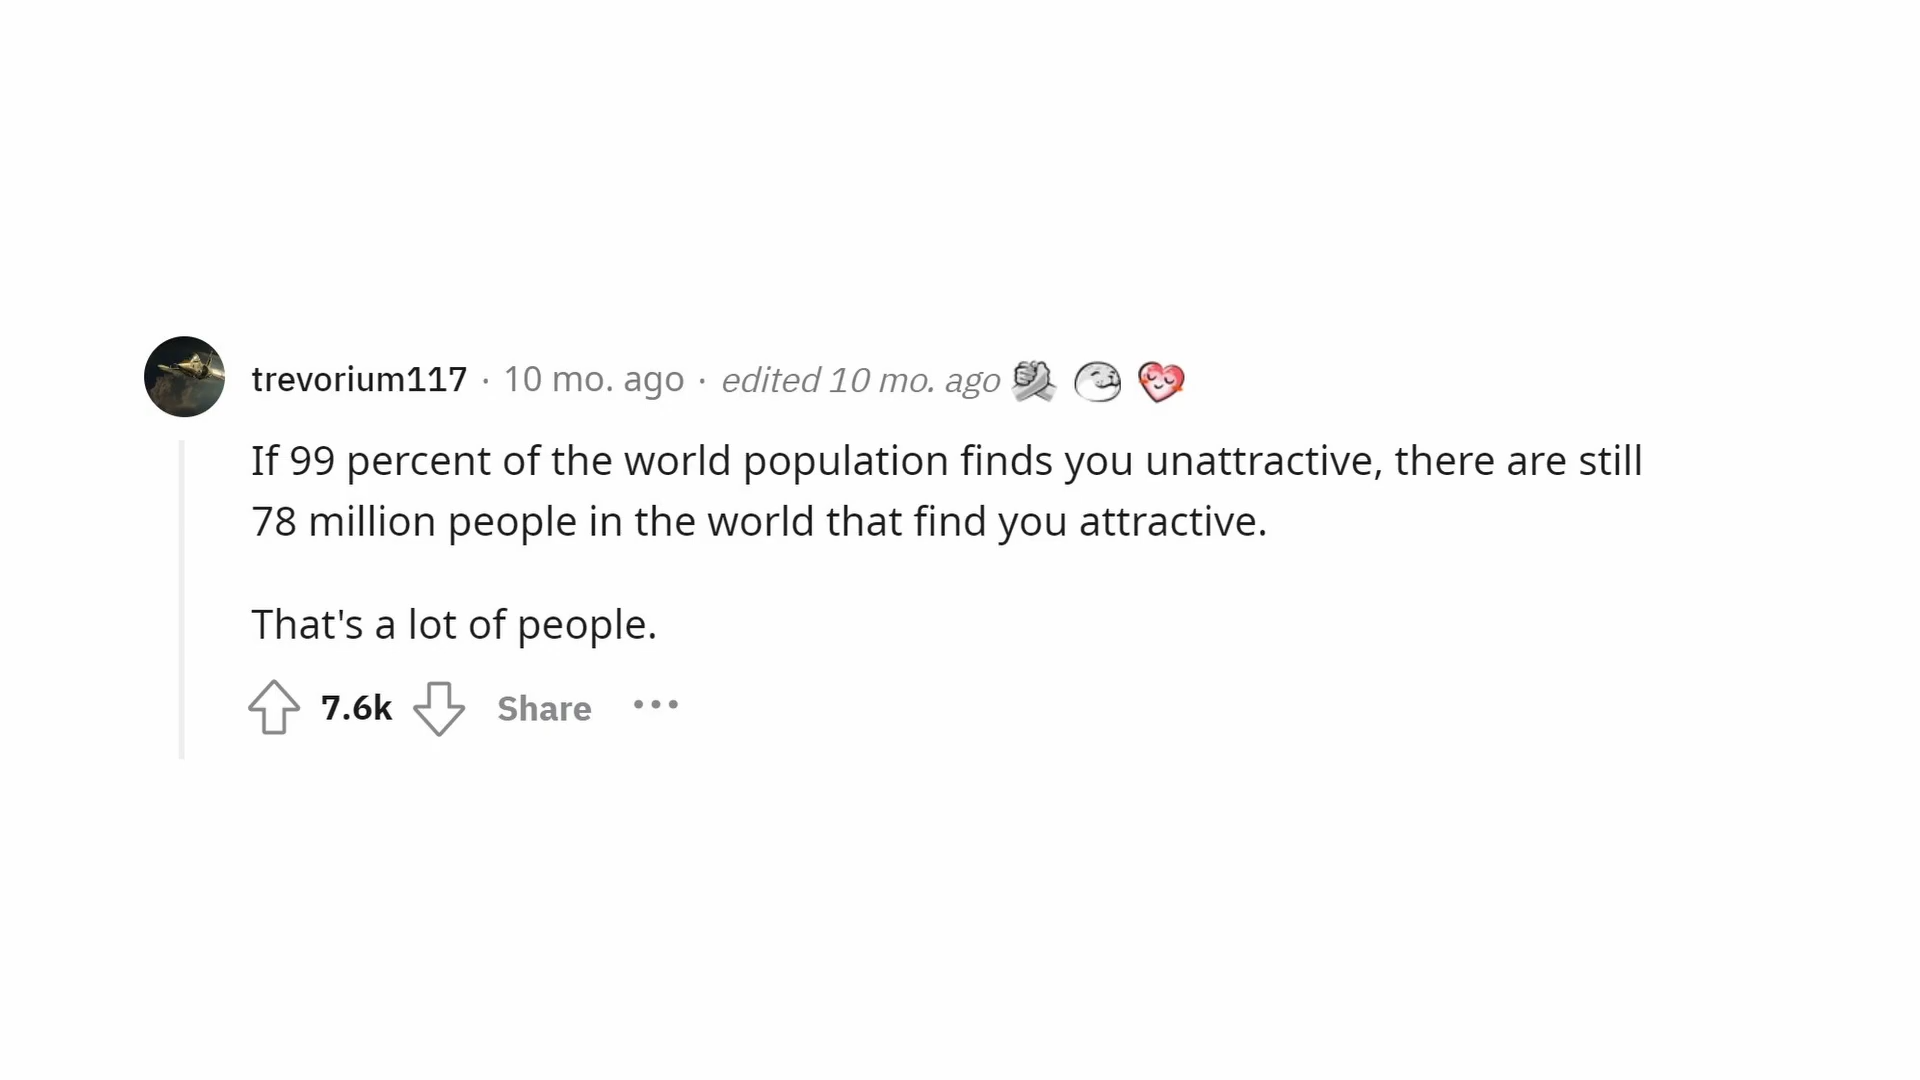 trevorium117 · 10 mo. ago · edited 10 mo. ago
If 99 percent of the world population finds you unattractive, there are still
78 million people in the world that find you attractive.
That's a lot of people.
7.6k Share ···